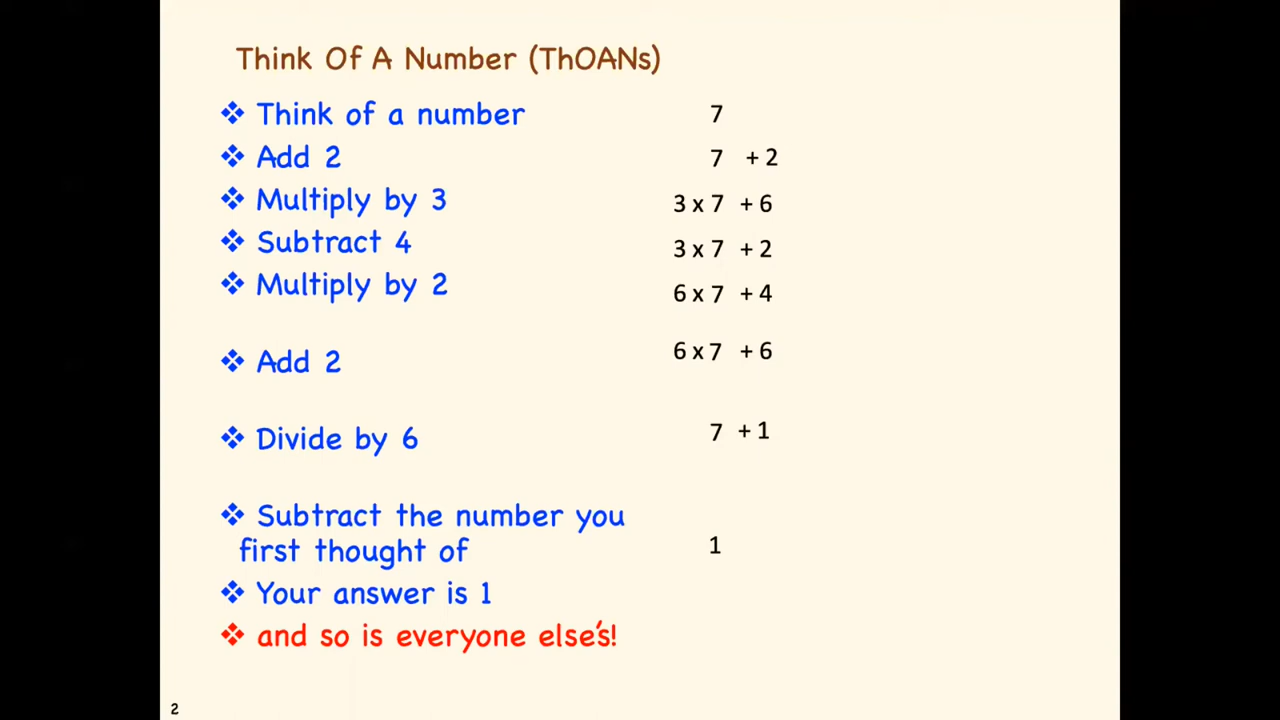 Think Of A Number (ThOANs)
❖ Think of a number 7
❖ Add 2 7 + 2
❖ Multiply by 3 3 x 7 + 6
❖ Subtract 4 3 x 7 + 2
❖ Multiply by 2 6 x 7 + 4
❖ Add 2 6 x 7 + 6
❖ Divide by 6 7 + 1
❖ Subtract the number you
first thought of 1
❖ Your answer is 1
❖ and so is everyone else's!
2